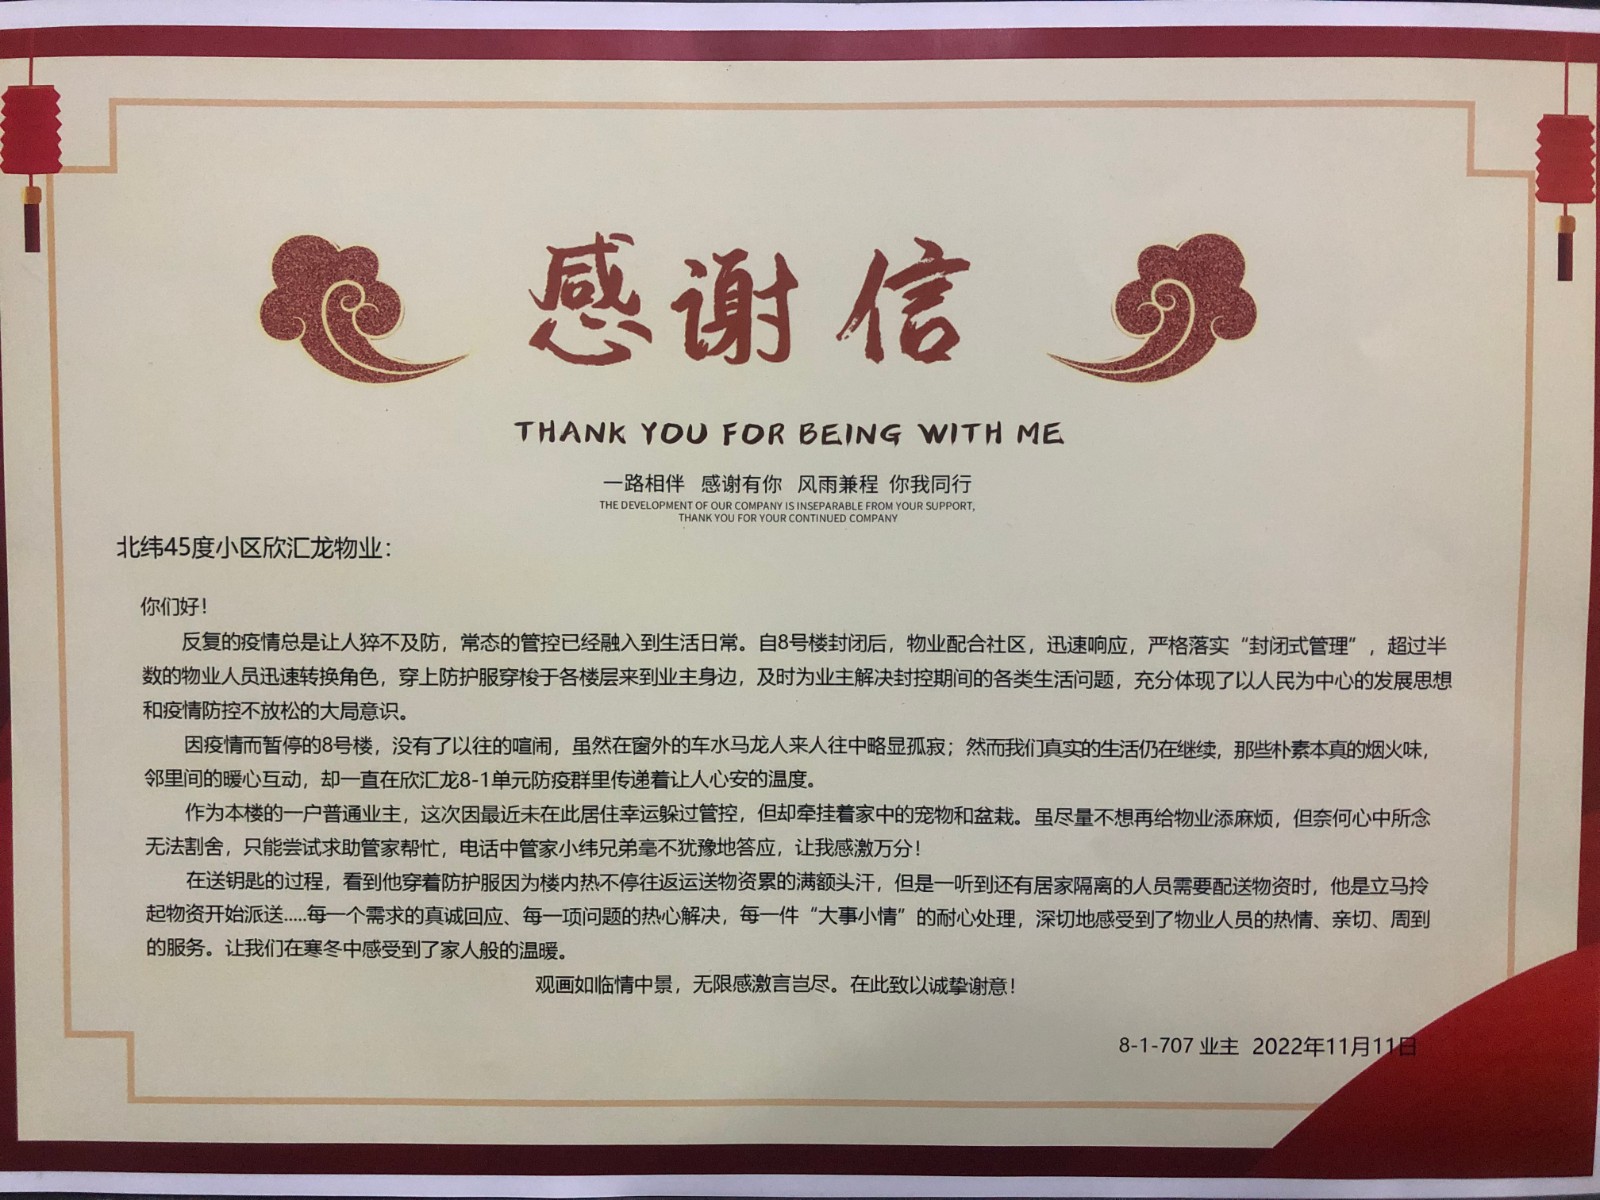 感谢信
THANK YOU FOR BEING WITH ME
一路相伴 感谢有你 风雨兼程 你我同行
THE DEVELOPMENT OF OUR COMPANY IS INSEPARABLE FROM YOUR SUPPORT,
THANK YOU FOR YOUR CONTINUED COMPANY
北纬45度小区欣汇龙物业：
你们好！
反复的疫情总是让人猝不及防，常态的管控已经融入到生活日常。自8号楼封闭后，物业配合社区，迅速响应，严格落实“封闭式管理”，超过半
数的物业人员迅速转换角色，穿上防护服穿梭于各楼层来到业主身边，及时为业主解决封控期间的各类生活问题，充分体现了以人民为中心的发展思想
和疫情防控不放松的大局意识。
因疫情而暂停的8号楼，没有了以往的喧闹，虽然在窗外的车水马龙人来人往中略显孤寂；然而我们真实的生活仍在继续，那些朴素本真的烟火味，
邻里间的暖心互动，却一直在欣汇龙8-1单元防疫群里传递着让人心安的温度。
作为本楼的一户普通业主，这次因最近未在此居住幸运躲过管控，但却牵挂着家中的宠物和盆栽。虽尽量不想再给物业添麻烦，但奈何心中所念
无法割舍，只能尝试求助管家帮忙，电话中管家小纬兄弟毫不犹豫地答应，让我感激万分！
在送钥匙的过程，看到他穿着防护服因为楼内热不停往返运送物资累的满额头汗，但是一听到还有居家隔离的人员需要配送物资时，他是立马拎
起物资开始派送.....每一个需求的真诚回应、每一项问题的热心解决，每一件“大事小情”的耐心处理，深切地感受到了物业人员的热情、亲切、周到
的服务。让我们在寒冬中感受到了家人般的温暖。
观画如临情中景，无限感激言岂尽。在此致以诚挚谢意！
8-1-707 业主 2022年11月11日